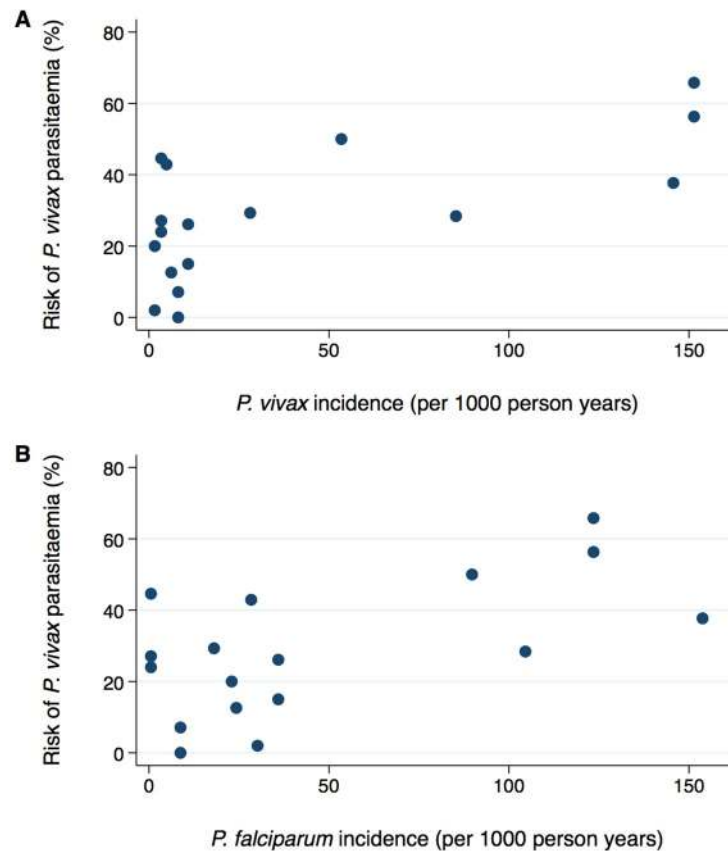 A
Risk of P. vivax parasitaemia (%)
80
60
40
20
0
0 50 100 150
P. vivax incidence (per 1000 person years)
B
Risk of P. vivax parasitaemia (%)
80
60
40
20
0
0 50 100 150
P. falciparum incidence (per 1000 person years)